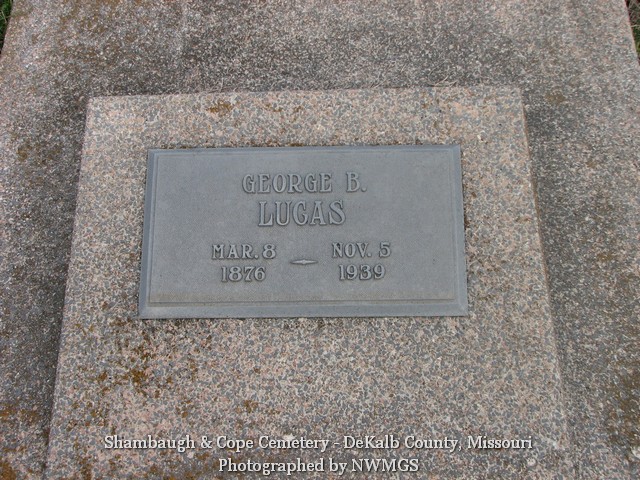 GEORGE B.
LUCAS
MAR. 8 — NOV. 5
1876 1939
Shambaugh & Cope Cemetery - DeKalb County, Missouri
Photographed by NWMGS